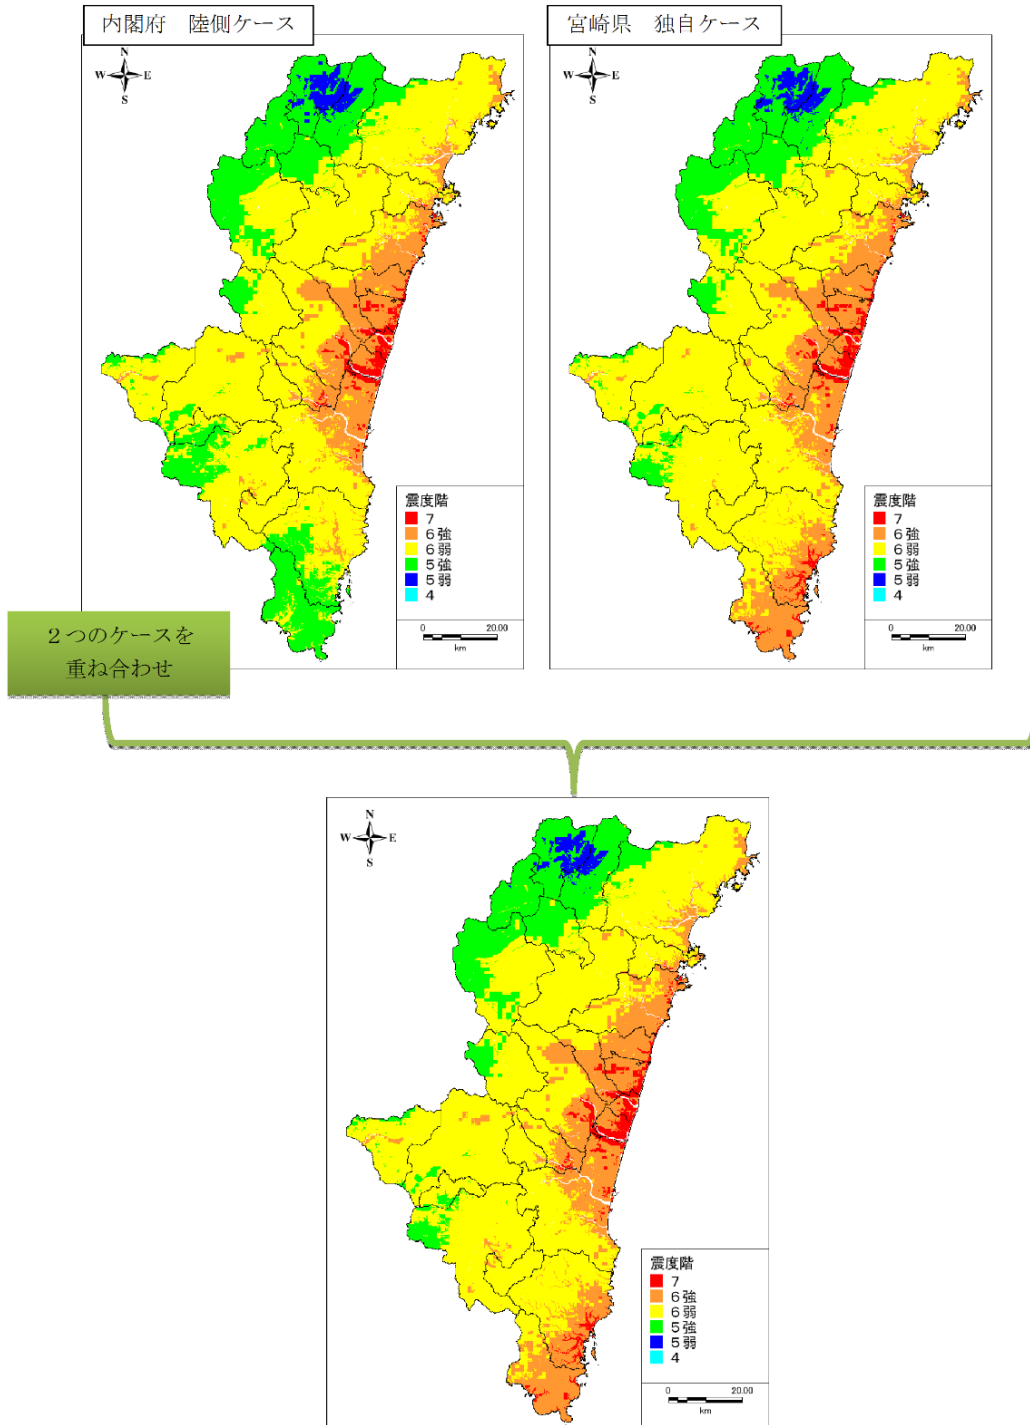 内閣府　陸側ケース
宮崎県　独自ケース
N
W E
S
N
W E
S
震度階
7
6強
6弱
5強
5弱
4
0 20.00
km
震度階
7
6強
6弱
5強
5弱
4
0 20.00
km
２つのケースを
重ね合わせ
N
W E
S
震度階
7
6強
6弱
5強
5弱
4
0 20.00
km